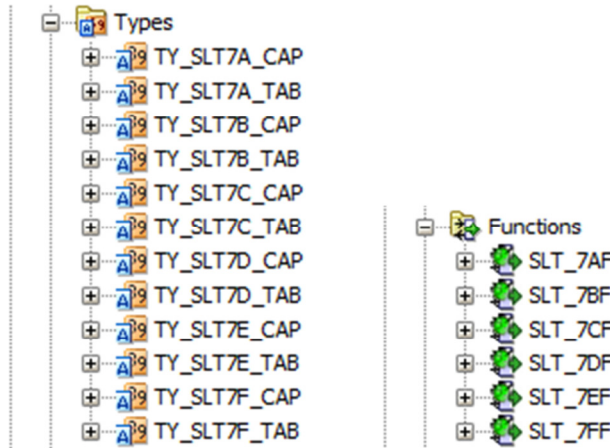 Types
TY_SLT7A_CAP
TY_SLT7A_TAB
TY_SLT7B_CAP
TY_SLT7B_TAB
TY_SLT7C_CAP
TY_SLT7C_TAB
TY_SLT7D_CAP
TY_SLT7D_TAB
TY_SLT7E_CAP
TY_SLT7E_TAB
TY_SLT7F_CAP
TY_SLT7F_TAB
Functions
SLT_7AF
SLT_7BF
SLT_7CF
SLT_7DF
SLT_7EF
SLT_7FF